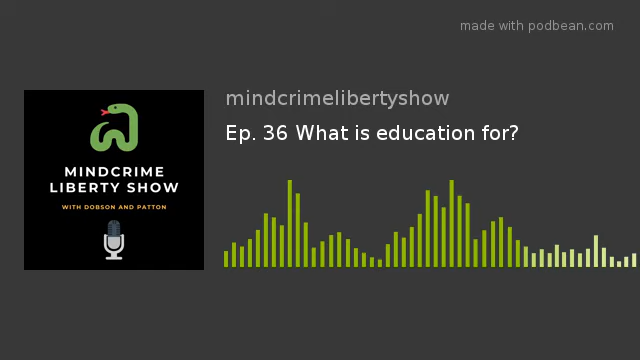 made with podbean.com
mindcrimelibertyshow
Ep. 36 What is education for?
MINDCRIME
LIBERTY SHOW
WITH DOBSON AND PATTON